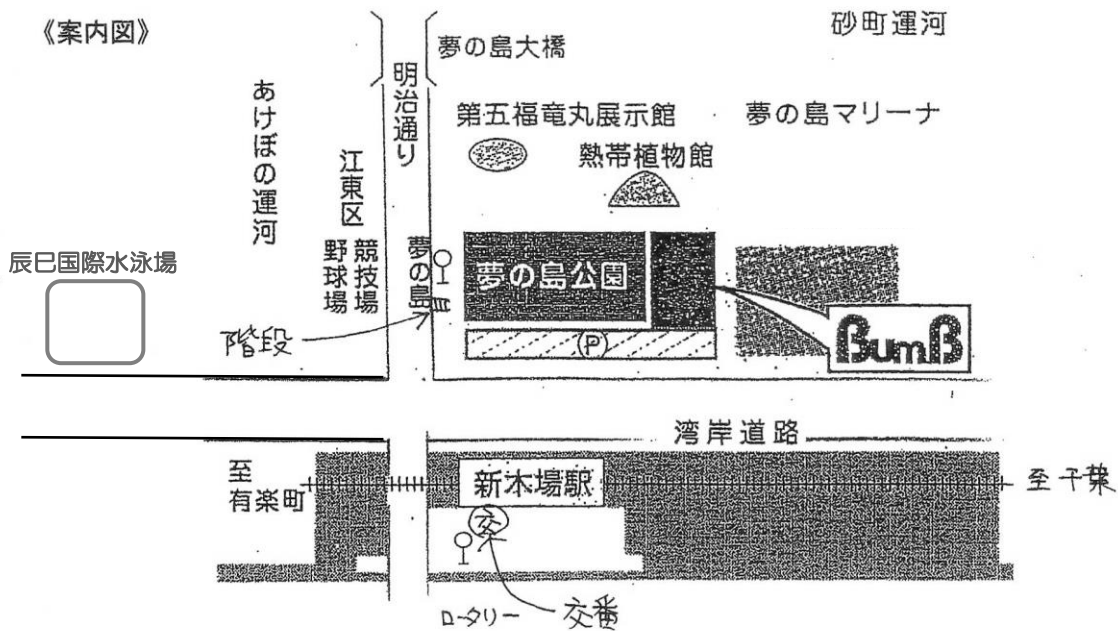 《案内図》
砂町運河
夢の島大橋
明治通り
あけぼの運河
第五福竜丸展示館
夢の島マリーナ
江東区
熱帯植物館
競技場
野球場
夢の島
辰巳国際水泳場
夢の島公園
BumB
階段
P
湾岸道路
至
有楽町
新木場駅
至千葉
交
ロータリー
交番